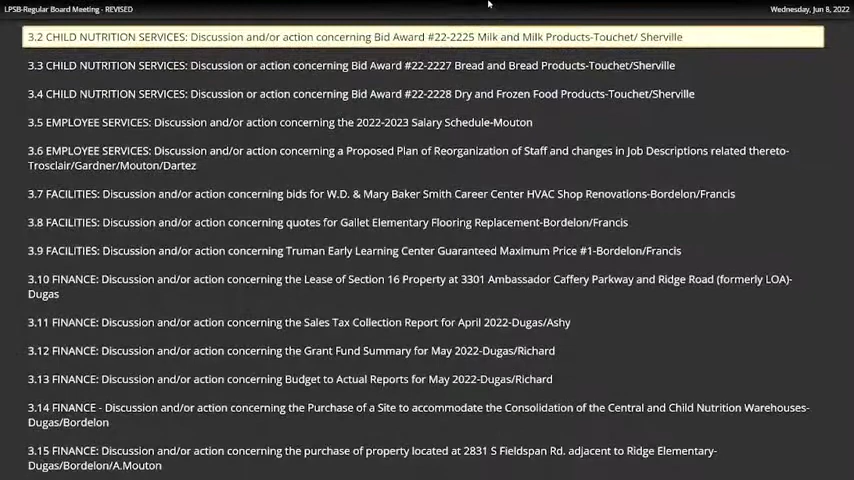 LPSB-Regular Board Meeting - REVISED
Wednesday, Jun 8, 2022
3.2 CHILD NUTRITION SERVICES: Discussion and/or action concerning Bid Award #22-2225 Milk and Milk Products-Touchet/ Sherville
3.3 CHILD NUTRITION SERVICES: Discussion or action concerning Bid Award #22-2227 Bread and Bread Products-Touchet/Sherville
3.4 CHILD NUTRITION SERVICES: Discussion and/or action concerning Bid Award #22-2228 Dry and Frozen Food Products-Touchet/Sherville
3.5 EMPLOYEE SERVICES: Discussion and/or action concerning the 2022-2023 Salary Schedule-Mouton
3.6 EMPLOYEE SERVICES: Discussion and/or action concerning a Proposed Plan of Reorganization of Staff and changes in Job Descriptions related thereto-
Trosclair/Gardner/Mouton/Dartez
3.7 FACILITIES: Discussion and/or action concerning bids for W.D. & Mary Baker Smith Career Center HVAC Shop Renovations-Bordelon/Francis
3.8 FACILITIES: Discussion and/or action concerning quotes for Gallet Elementary Flooring Replacement-Bordelon/Francis
3.9 FACILITIES: Discussion and/or action concerning Truman Early Learning Center Guaranteed Maximum Price #1-Bordelon/Francis
3.10 FINANCE: Discussion and/or action concerning the Lease of Section 16 Property at 3301 Ambassador Caffery Parkway and Ridge Road (formerly LOA)-
Dugas
3.11 FINANCE: Discussion and/or action concerning the Sales Tax Collection Report for April 2022-Dugas/Ashy
3.12 FINANCE: Discussion and/or action concerning the Grant Fund Summary for May 2022-Dugas/Richard
3.13 FINANCE: Discussion and/or action concerning Budget to Actual Reports for May 2022-Dugas/Richard
3.14 FINANCE - Discussion and/or action concerning the Purchase of a Site to accommodate the Consolidation of the Central and Child Nutrition Warehouses-
Dugas/Bordelon
3.15 FINANCE: Discussion and/or action concerning the purchase of property located at 2831 S Fieldspan Rd. adjacent to Ridge Elementary-
Dugas/Bordelon/A.Mouton